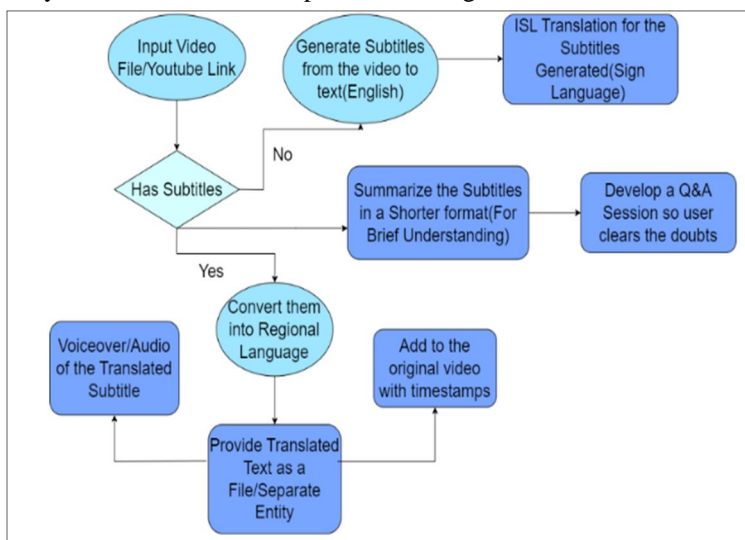 Input Video
File/Youtube Link
Generate Subtitles
from the video to
text(English)
ISL Translation for the
Subtitles
Generated(Sign
Language)
No
Has Subtitles
Summarize the Subtitles
in a Shorter format(For
Brief Understanding)
Develop a Q&A
Session so user
clears the doubts
Yes
Convert them
into Regional
Language
Voiceover/Audio
of the Translated
Subtitle
Add to the
original video
with timestamps
Provide Translated
Text as a
File/Separate
Entity